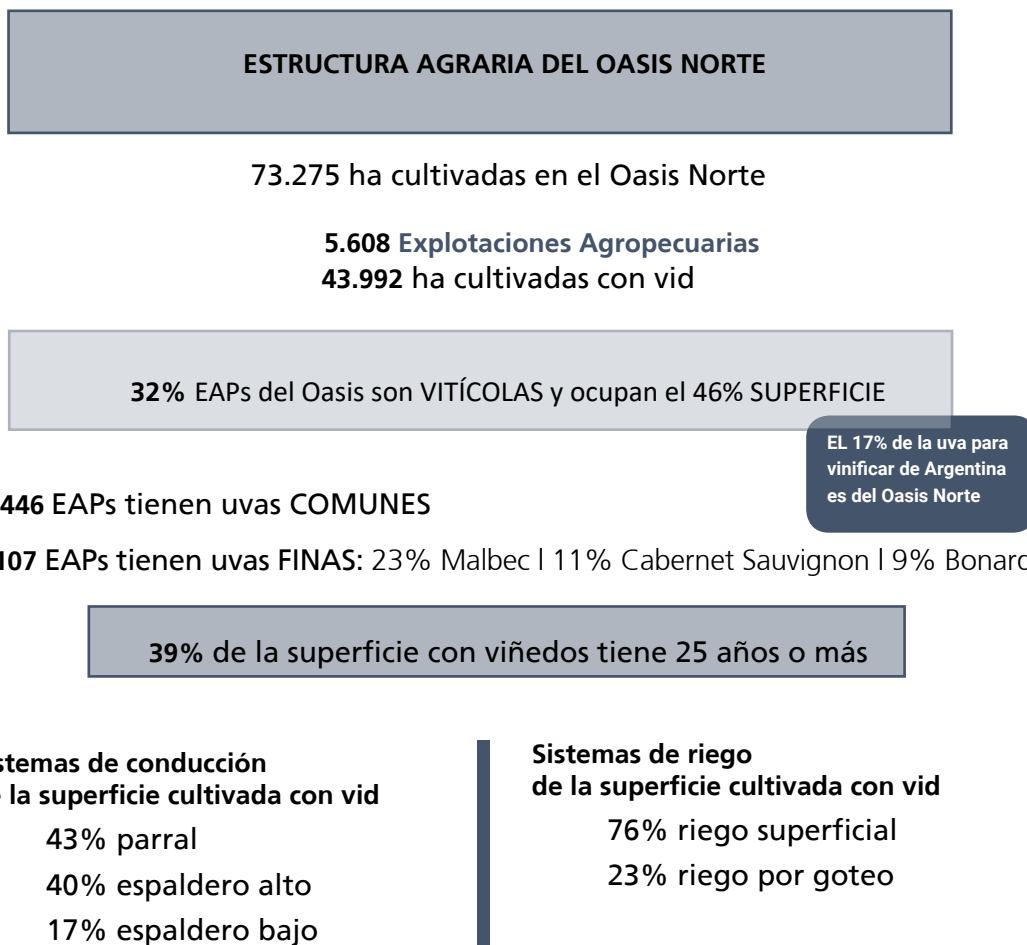 ESTRUCTURA AGRARIA DEL OASIS NORTE
73.275 ha cultivadas en el Oasis Norte
5.608 Explotaciones Agropecuarias
43.992 ha cultivadas con vid
32% EAPs del Oasis son VITÍCOLAS y ocupan el 46% SUPERFICIE
EL 17% de la uva para
vinificar de Argentina
es del Oasis Norte
446 EAPs tienen uvas COMUNES
107 EAPs tienen uvas FINAS: 23% Malbec l 11% Cabernet Sauvignon l 9% Bonard
39% de la superficie con viñedos tiene 25 años o más
stemas de conducción
e la superficie cultivada con vid
43% parral
40% espaldero alto
17% espaldero bajo
Sistemas de riego
de la superficie cultivada con vid
76% riego superficial
23% riego por goteo